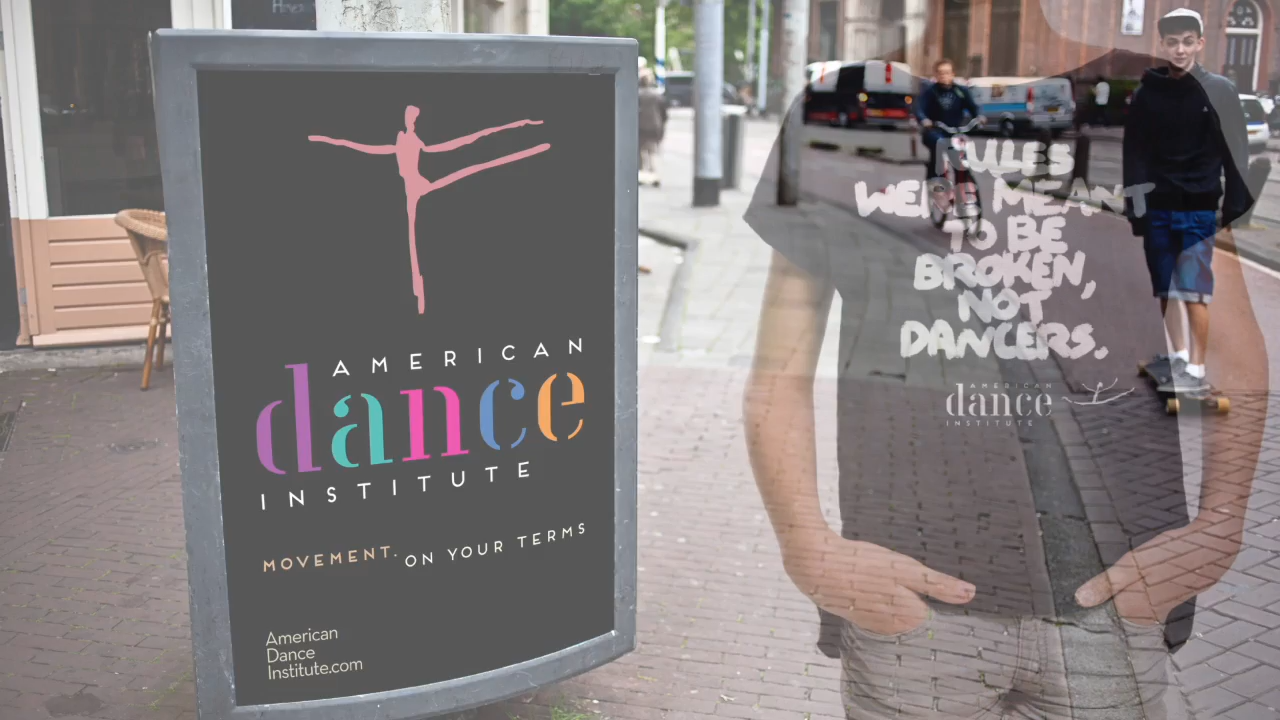 AMERICAN
dance
INSTITUTE
MOVEMENT. ON YOUR TERMS
American
Dance
Institute.com
RULES
WERE MEANT
TO BE
BROKEN,
NOT
DANCERS.
AMERICAN
dance
INSTITUTE